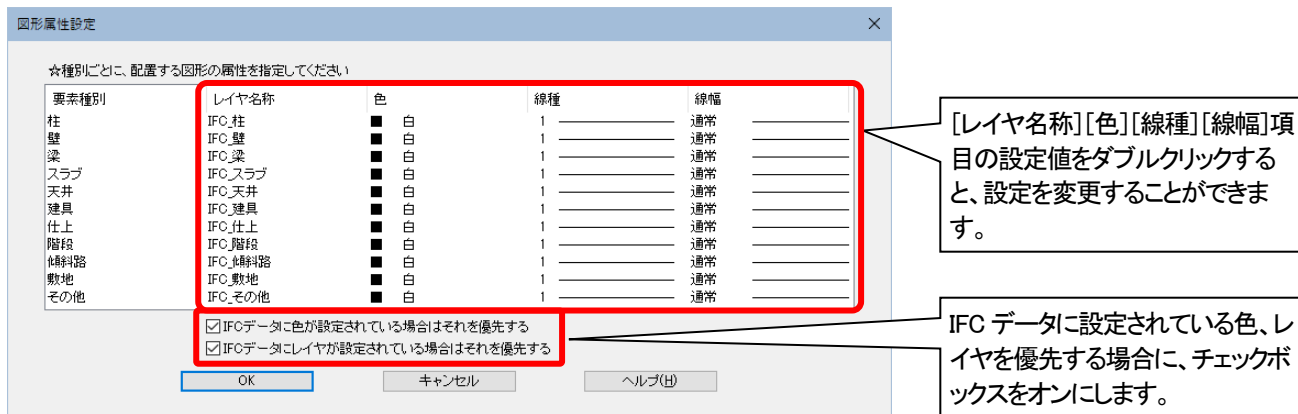 図形属性設定
☆種別ごとに、配置する図形の属性を指定してください
要素種別 レイヤ名称 色 線種 線幅
柱 IFC_柱 白 1 通常
壁 IFC_壁 白 1 通常
梁 IFC_梁 白 1 通常
スラブ IFC_スラブ 白 1 通常
天井 IFC_天井 白 1 通常
建具 IFC_建具 白 1 通常
仕上 IFC_仕上 白 1 通常
階段 IFC_階段 白 1 通常
傾斜路 IFC_傾斜路 白 1 通常
敷地 IFC_敷地 白 1 通常
その他 IFC_その他 白 1 通常
IFCデータに色が設定されている場合はそれを優先する
IFCデータにレイヤが設定されている場合はそれを優先する
OK キャンセル ヘルプ(H)
[レイヤ名称][色][線種][線幅]項
目の設定値をダブルクリックする
と、設定を変更することができま
す。
IFC データに設定されている色、レ
イヤを優先する場合に、チェックボ
ックスをオンにします。